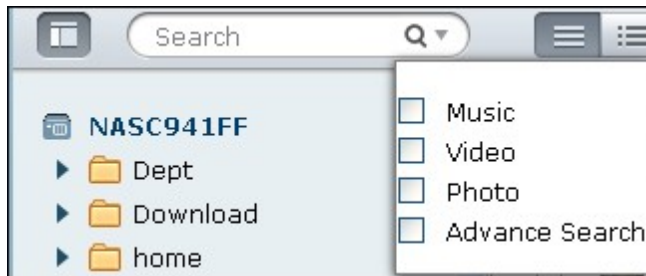 Search
NASC941FF
Dept
Download
home
Music
Video
Photo
Advance Search